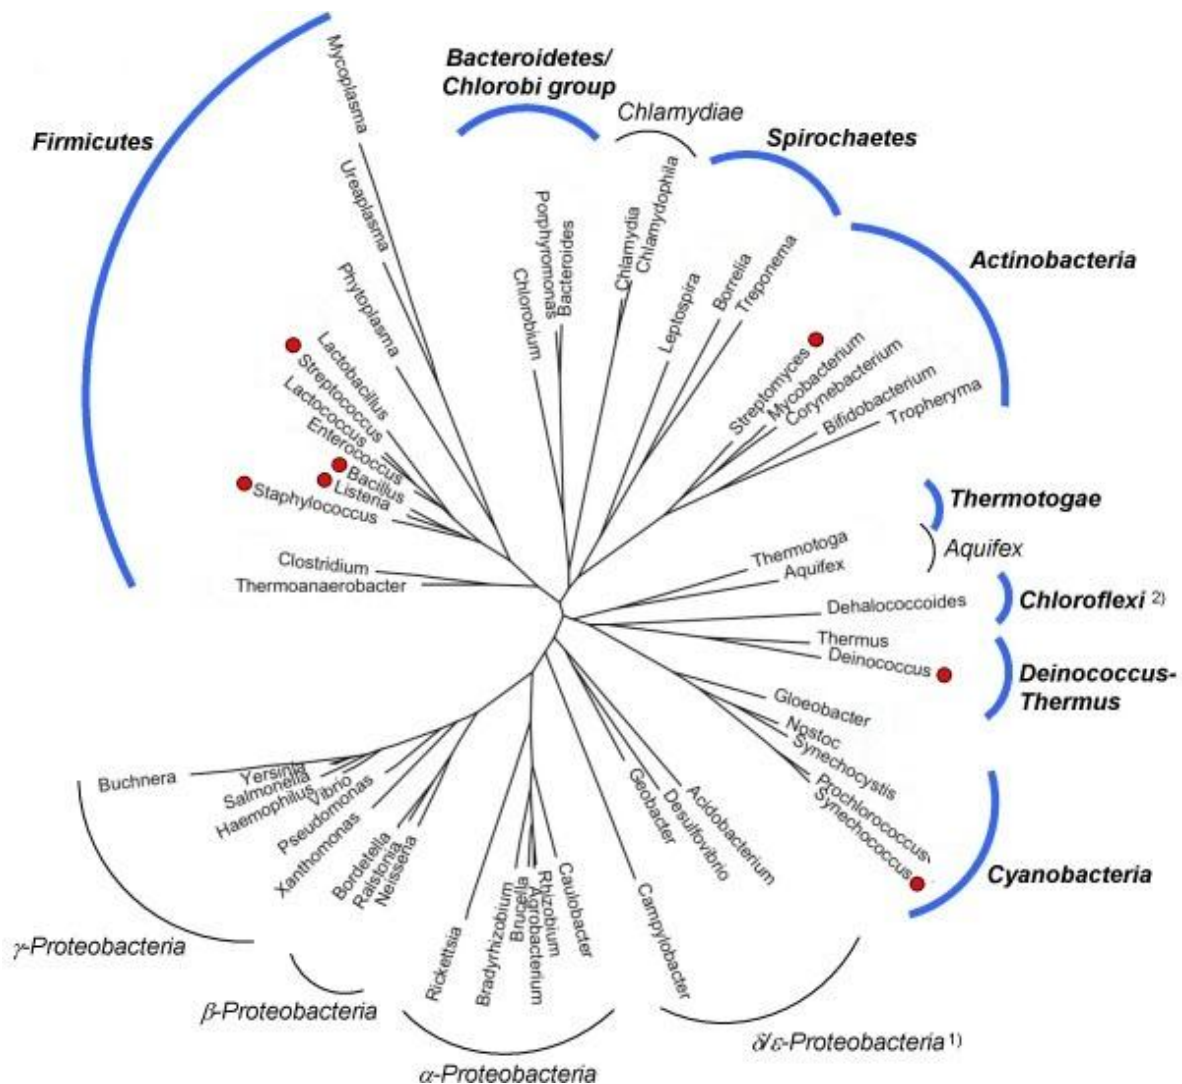 Bacteroidetes/
Chlorobi group
Chlamydiae
Spirochaetes
Firmicutes
Actinobacteria
Thermotogae
Aquifex
Chloroflexi 2)
Deinococcus-
Thermus
Cyanobacteria
δ/ε-Proteobacteria 1)
α-Proteobacteria
β-Proteobacteria
γ-Proteobacteria
Mycoplasma
Ureaplasma
Phytoplasma
Lactobacillus
Streptococcus
Lactococcus
Enterococcus
Bacillus
Listeria
Staphylococcus
Clostridium
Thermoanaerobacter
Chlorobium
Porphyromonas
Bacteroides
Chlamydia
Chlamydophila
Leptospira
Borrelia
Treponema
Streptomyces
Mycobacterium
Corynebacterium
Bifidobacterium
Tropheryma
Thermotoga
Aquifex
Dehalococcoides
Thermus
Deinococcus
Gloeobacter
Nostoc
Synechocystis
Prochlorococcus
Synechococcus
Acidobacterium
Desulfovibrio
Geobacter
Campylobacter
Caulobacter
Rhizobium
Agrobacterium
Brucella
Bradyrhizobium
Rickettsia
Neisseria
Ralstonia
Bordetella
Xanthomonas
Pseudomonas
Vibrio
Haemophilus
Salmonella
Yersinia
Buchnera